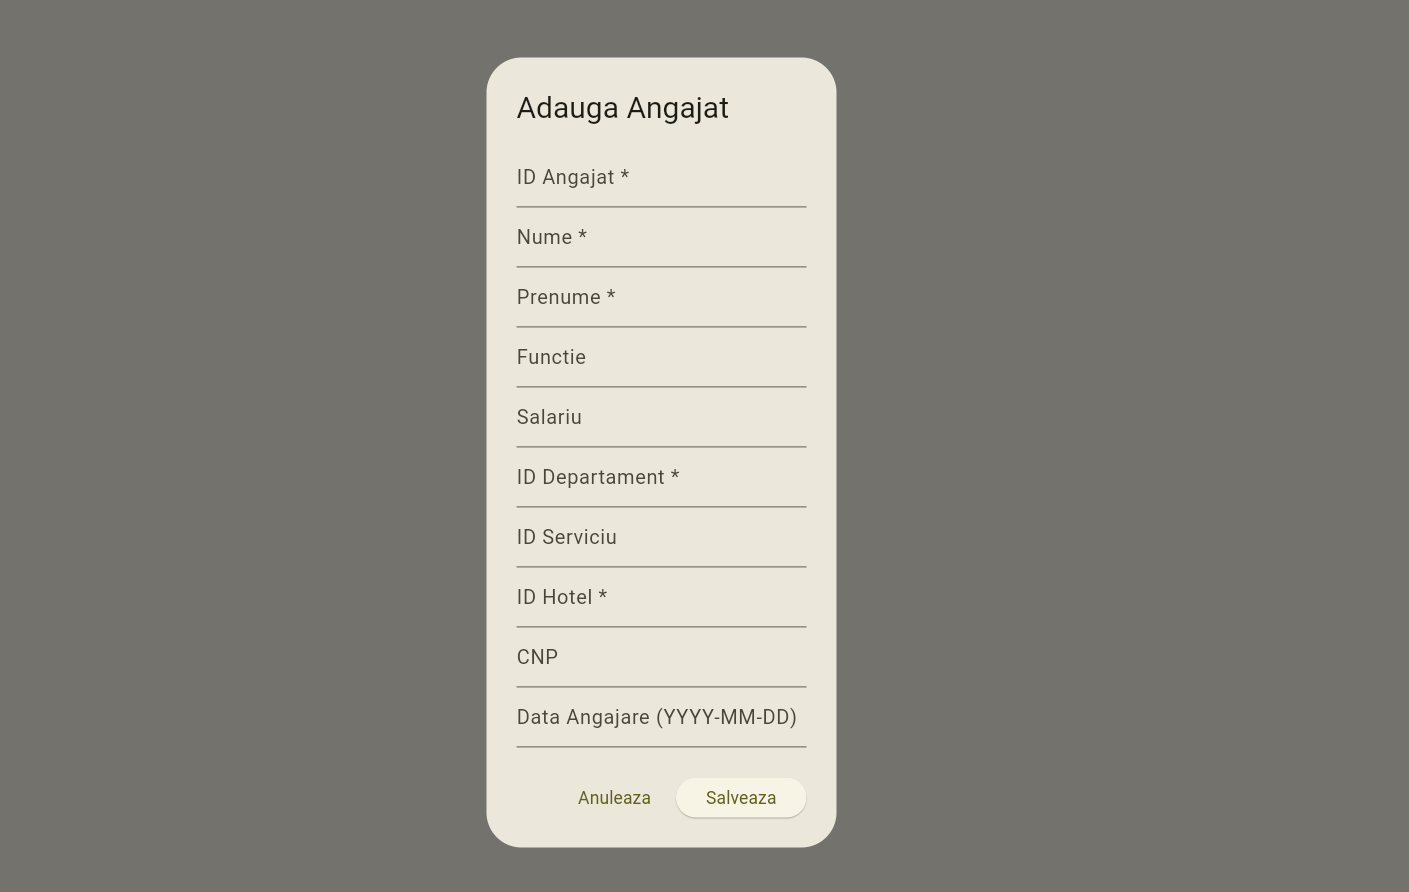 Adauga Angajat
ID Angajat *
Nume *
Prenume *
Functie
Salariu
ID Departament *
ID Serviciu
ID Hotel *
CNP
Data Angajare (YYYY-MM-DD)
Anuleaza Salveaza